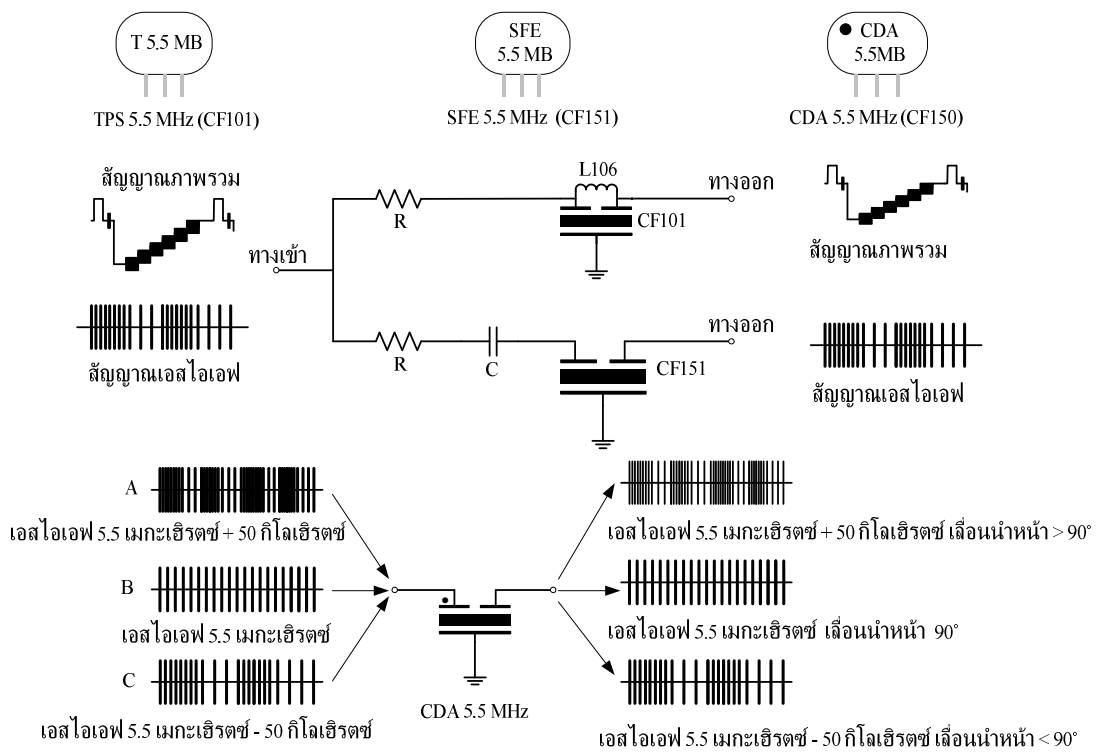 T 5.5 MB
SFE
5.5 MB
CDA
5.5MB
TPS 5.5 MHz (CF101)
SFE 5.5 MHz (CF151)
CDA 5.5 MHz (CF150)
สัญญาณภาพรวม
L106
ทางออก
R
CF101
ทางเข้า
สัญญาณภาพรวม
ทางออก
R
C
CF151
สัญญาณเอสไอเอฟ
สัญญาณเอสไอเอฟ
A
เอสไอเอฟ 5.5 เมกะเฮิรตซ์ + 50 กิโลเฮิรตซ์
เอสไอเอฟ 5.5 เมกะเฮิรตซ์ + 50 กิโลเฮิรตซ์ เลื่อนนำหน้า > 90°
B
เอสไอเอฟ 5.5 เมกะเฮิรตซ์
เอสไอเอฟ 5.5 เมกะเฮิรตซ์ เลื่อนนำหน้า 90°
C
CDA 5.5 MHz
เอสไอเอฟ 5.5 เมกะเฮิรตซ์ - 50 กิโลเฮิรตซ์
เอสไอเอฟ 5.5 เมกะเฮิรตซ์ - 50 กิโลเฮิรตซ์ เลื่อนนำหน้า < 90°